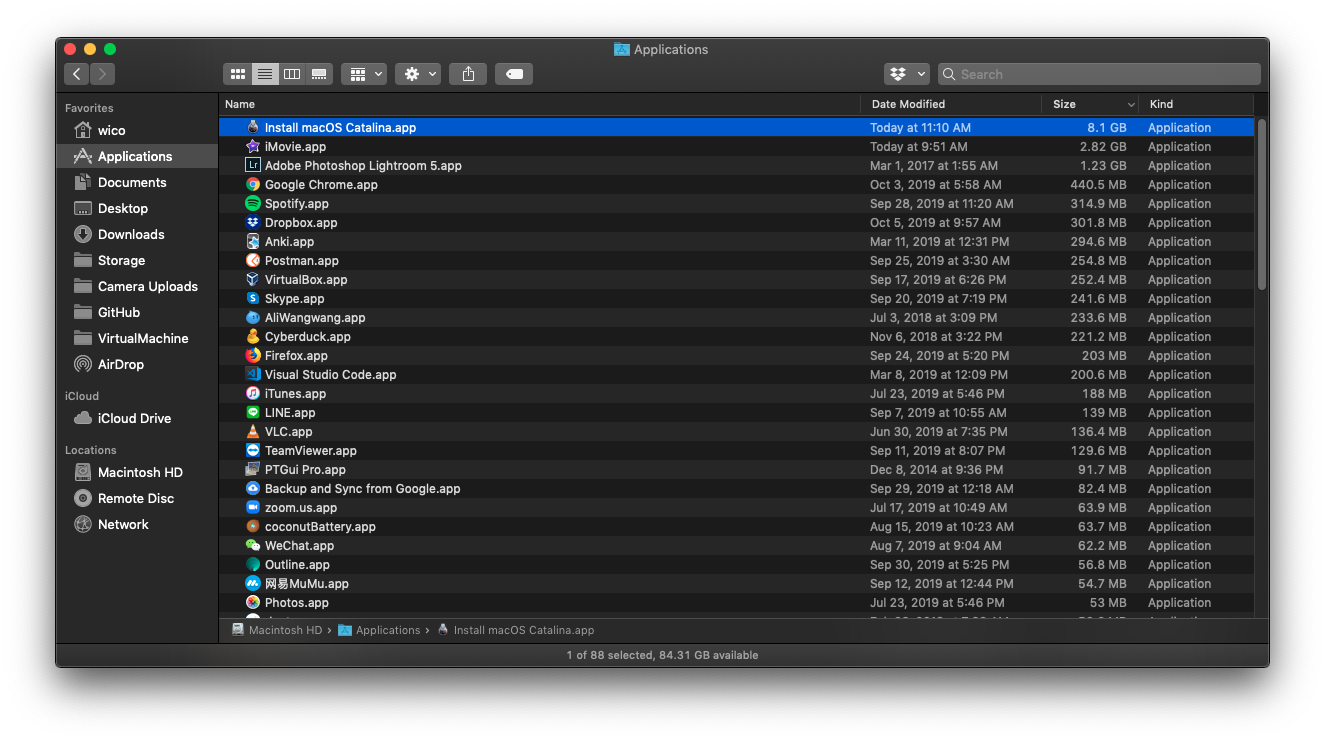 Applications
Search
Favorites
wico
Applications
Documents
Desktop
Downloads
Storage
Camera Uploads
GitHub
VirtualMachine
AirDrop
iCloud
iCloud Drive
Locations
Macintosh HD
Remote Disc
Network
Name Date Modified Size Kind
Install macOS Catalina.app Today at 11:10 AM 8.1 GB Application
iMovie.app Today at 9:51 AM 2.82 GB Application
Lr Adobe Photoshop Lightroom 5.app Mar 1, 2017 at 1:55 AM 1.23 GB Application
Google Chrome.app Oct 3, 2019 at 5:58 AM 440.5 MB Application
Spotify.app Sep 28, 2019 at 11:20 AM 314.9 MB Application
Dropbox.app Oct 5, 2019 at 9:57 AM 301.8 MB Application
Anki.app Mar 11, 2019 at 12:31 PM 294.6 MB Application
Postman.app Sep 25, 2019 at 3:30 AM 254.8 MB Application
VirtualBox.app Sep 17, 2019 at 6:26 PM 252.4 MB Application
S Skype.app Sep 20, 2019 at 7:19 PM 241.6 MB Application
AliWangwang.app Jul 3, 2018 at 3:09 PM 233.6 MB Application
Cyberduck.app Nov 6, 2018 at 3:22 PM 221.2 MB Application
Firefox.app Sep 24, 2019 at 5:20 PM 203 MB Application
Visual Studio Code.app Mar 8, 2019 at 12:09 PM 200.6 MB Application
iTunes.app Jul 23, 2019 at 5:46 PM 188 MB Application
LINE.app Sep 7, 2019 at 10:55 AM 139 MB Application
VLC.app Jun 30, 2019 at 7:35 PM 136.4 MB Application
TeamViewer.app Sep 11, 2019 at 8:07 PM 129.6 MB Application
PTGui Pro.app Dec 8, 2014 at 9:36 PM 91.7 MB Application
Backup and Sync from Google.app Sep 29, 2019 at 12:18 AM 82.4 MB Application
zoom.us.app Jul 17, 2019 at 10:49 AM 63.9 MB Application
coconutBattery.app Aug 15, 2019 at 10:23 AM 63.7 MB Application
WeChat.app Aug 7, 2019 at 9:04 AM 62.2 MB Application
Outline.app Sep 30, 2019 at 5:25 PM 56.8 MB Application
网易MuMu.app Sep 12, 2019 at 12:44 PM 54.7 MB Application
Photos.app Jul 23, 2019 at 5:46 PM 53 MB Application
Macintosh HD › Applications › Install macOS Catalina.app
1 of 88 selected, 84.31 GB available